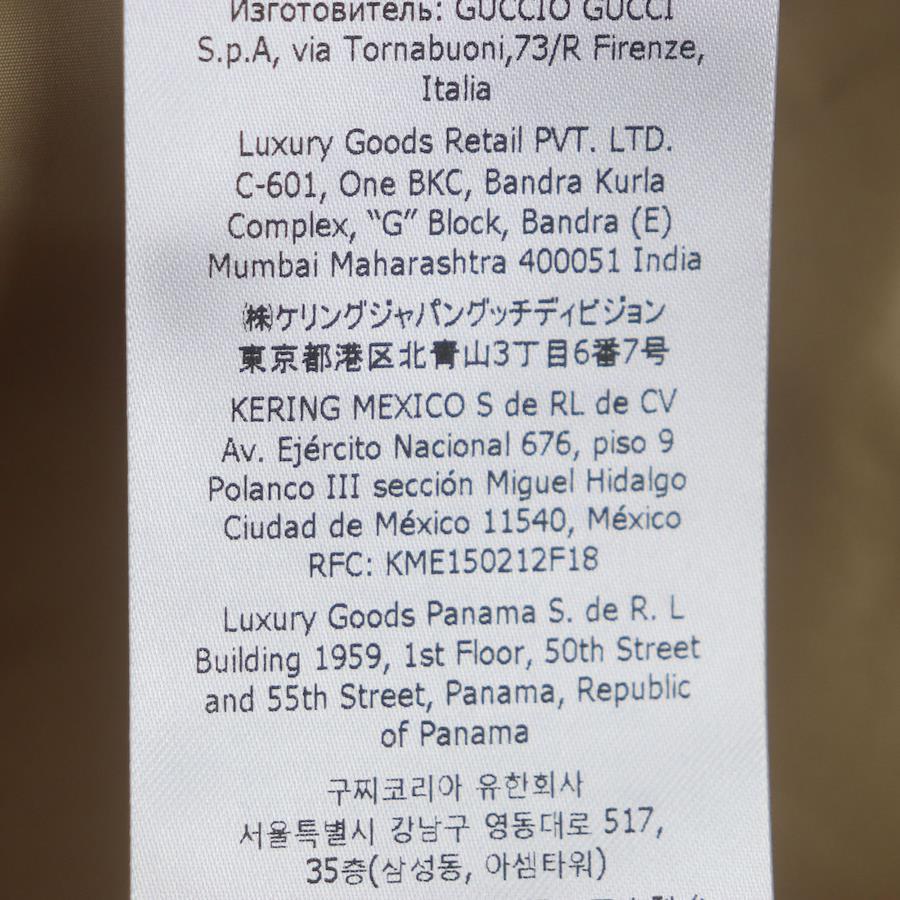 Изготовитель: GUCCIO GUCCI
S.p.A, via Tornabuoni,73/R Firenze,
Italia
Luxury Goods Retail PVT. LTD.
C-601, One BKC, Bandra Kurla
Complex, “G” Block, Bandra (E)
Mumbai Maharashtra 400051 India
㈱ケリングジャパングッチディビジョン
東京都港区北青山3丁目6番7号
KERING MEXICO S de RL de CV
Av. Ejército Nacional 676, piso 9
Polanco III sección Miguel Hidalgo
Ciudad de México 11540, México
RFC: KME150212F18
Luxury Goods Panama S. de R. L
Building 1959, 1st Floor, 50th Street
and 55th Street, Panama, Republic
of Panama
구찌코리아 유한회사
서울특별시 강남구 영동대로 517,
35층(삼성동, 아셈타워)